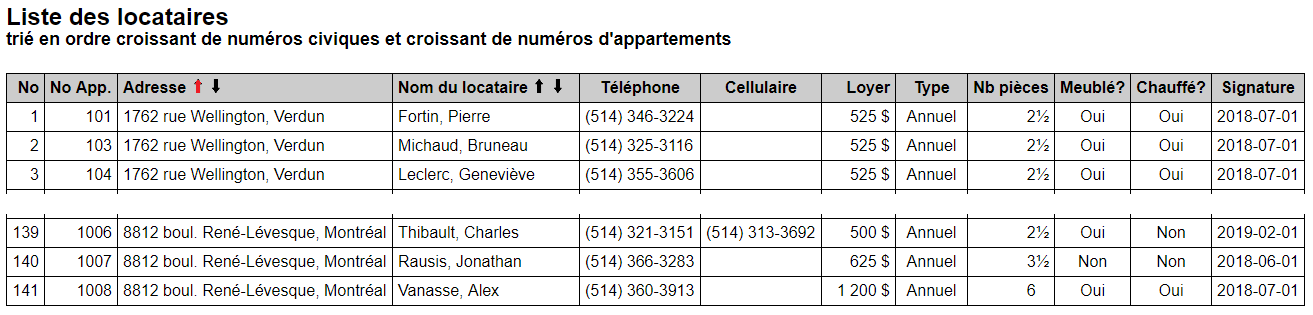 Liste des locataires
trié en ordre croissant de numéros civiques et croissant de numéros d'appartements
No No App. Adresse ⬆ ⬇ Nom du locataire ⬆ ⬇ Téléphone Cellulaire Loyer Type Nb pièces Meublé? Chauffé? Signature
1 101 1762 rue Wellington, Verdun Fortin, Pierre (514) 346-3224 525 $ Annuel 2½ Oui Oui 2018-07-01
2 103 1762 rue Wellington, Verdun Michaud, Bruneau (514) 325-3116 525 $ Annuel 2½ Oui Oui 2018-07-01
3 104 1762 rue Wellington, Verdun Leclerc, Geneviève (514) 355-3606 525 $ Annuel 2½ Oui Oui 2018-07-01
139 1006 8812 boul. René-Lévesque, Montréal Thibault, Charles (514) 321-3151 (514) 313-3692 500 $ Annuel 2½ Oui Non 2019-02-01
140 1007 8812 boul. René-Lévesque, Montréal Rausis, Jonathan (514) 366-3283 625 $ Annuel 3½ Non Non 2018-06-01
141 1008 8812 boul. René-Lévesque, Montréal Vanasse, Alex (514) 360-3913 1 200 $ Annuel 6 Oui Oui 2018-07-01